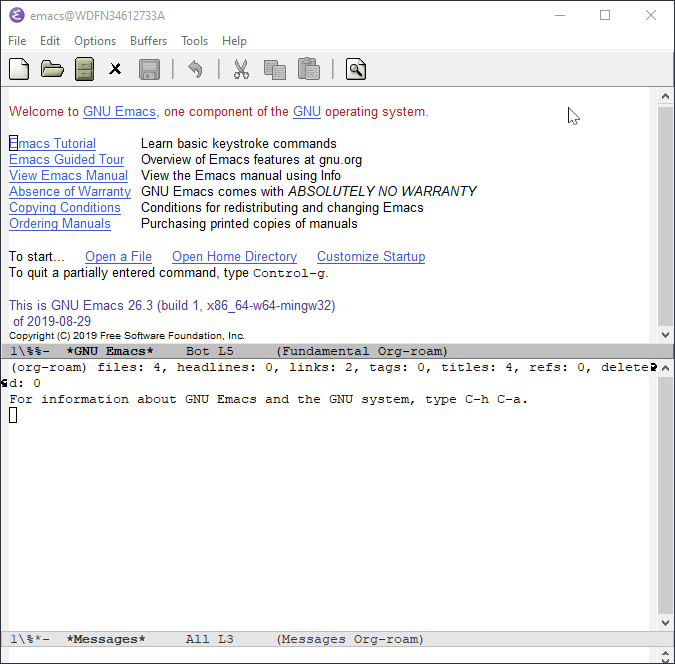 emacs@WDFN34612733A
File Edit Options Buffers Tools Help
Welcome to GNU Emacs, one component of the GNU operating system.
Emacs Tutorial Learn basic keystroke commands
Emacs Guided Tour Overview of Emacs features at gnu.org
View Emacs Manual View the Emacs manual using Info
Absence of Warranty GNU Emacs comes with ABSOLUTELY NO WARRANTY
Copying Conditions Conditions for redistributing and changing Emacs
Ordering Manuals Purchasing printed copies of manuals
To start... Open a File Open Home Directory Customize Startup
To quit a partially entered command, type Control-g.
This is GNU Emacs 26.3 (build 1, x86_64-w64-mingw32)
of 2019-08-29
Copyright (C) 2019 Free Software Foundation, Inc.
1\%%- *GNU Emacs* Bot L5 (Fundamental Org-roam)
(org-roam) files: 4, headlines: 0, links: 2, tags: 0, titles: 4, refs: 0, delete
d: 0
For information about GNU Emacs and the GNU system, type C-h C-a.
1\%*- *Messages* All L3 (Messages Org-roam)